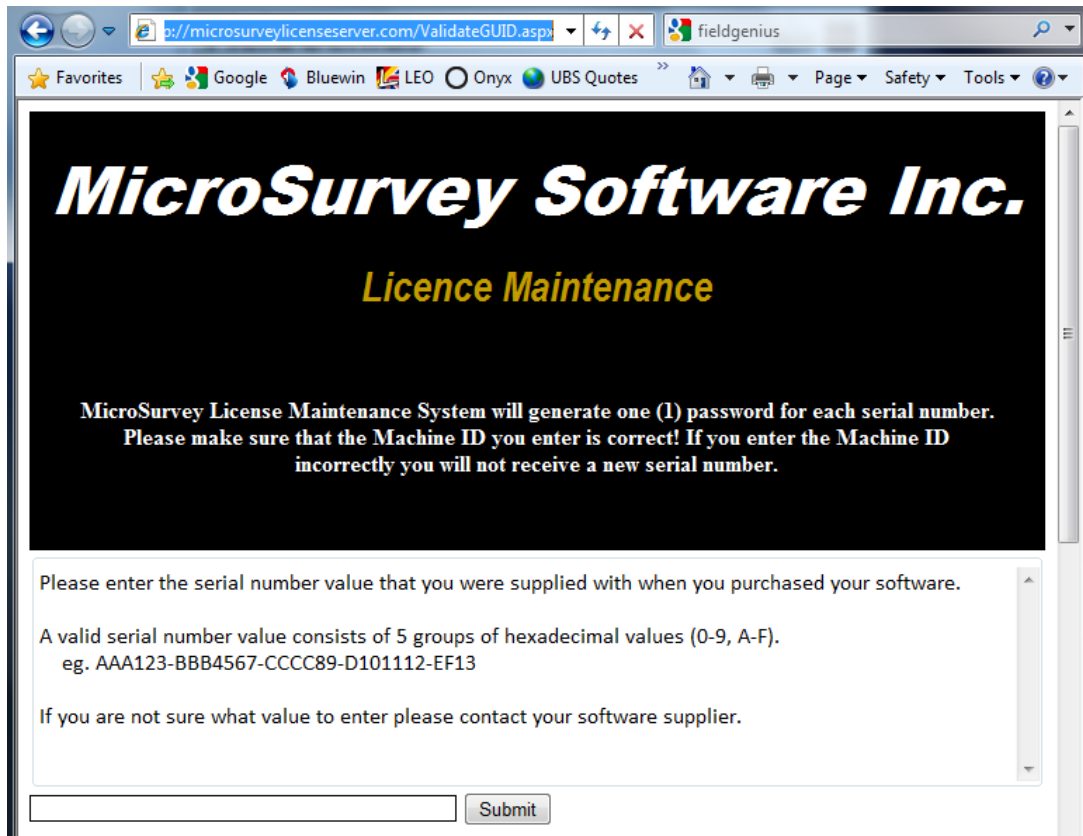 p://microsurveylicenseserver.com/ValidateGUID.aspx fieldgenius
Favorites Google Bluewin LEO Onyx UBS Quotes » Page Safety Tools
MicroSurvey Software Inc.
Licence Maintenance
MicroSurvey License Maintenance System will generate one (1) password for each serial number.
Please make sure that the Machine ID you enter is correct! If you enter the Machine ID
incorrectly you will not receive a new serial number.
Please enter the serial number value that you were supplied with when you purchased your software.
A valid serial number value consists of 5 groups of hexadecimal values (0-9, A-F).
eg. AAA123-BBB4567-CCCC89-D101112-EF13
If you are not sure what value to enter please contact your software supplier.
Submit